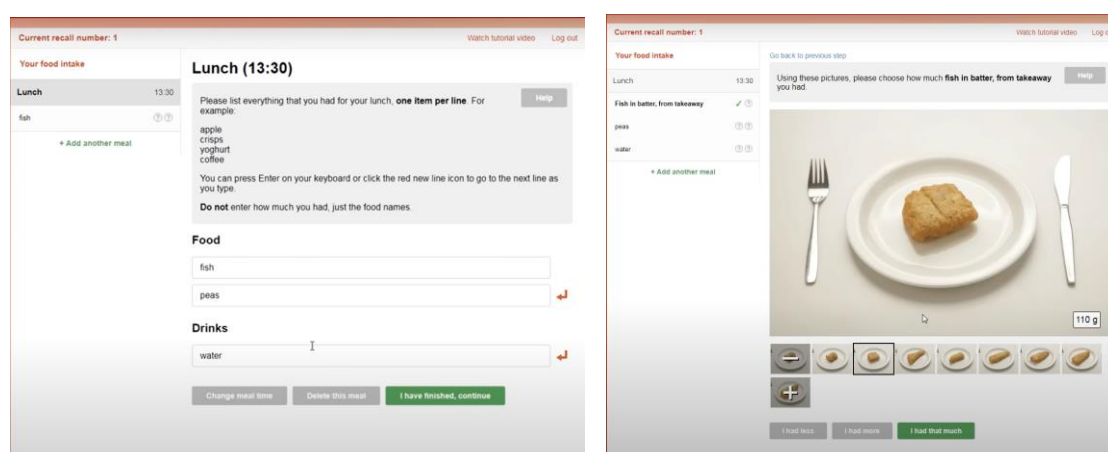 Current recall number: 1
Watch tutorial video Log out
Your food intake
Lunch 13:30
fish
+ Add another meal
Lunch (13:30)
Please list everything that you had for your lunch, one item per line. For
example:
Help
apple
crisps
yoghurt
coffee
You can press Enter on your keyboard or click the red new line icon to go to the next line as
you type.
Do not enter how much you had, just the food names.
Food
fish
peas
Drinks
water
Change meal time Delete this meal I have finished, continue
Current recall number: 1
Watch tutorial video Log
Your food intake
Lunch 13:30
Fish in batter, from takeaway
peas
water
+ Add another meal
Go back to previous step
Using these pictures, please choose how much fish in batter, from takeaway
you had.
Help
110 g
I had less I had more I had that much